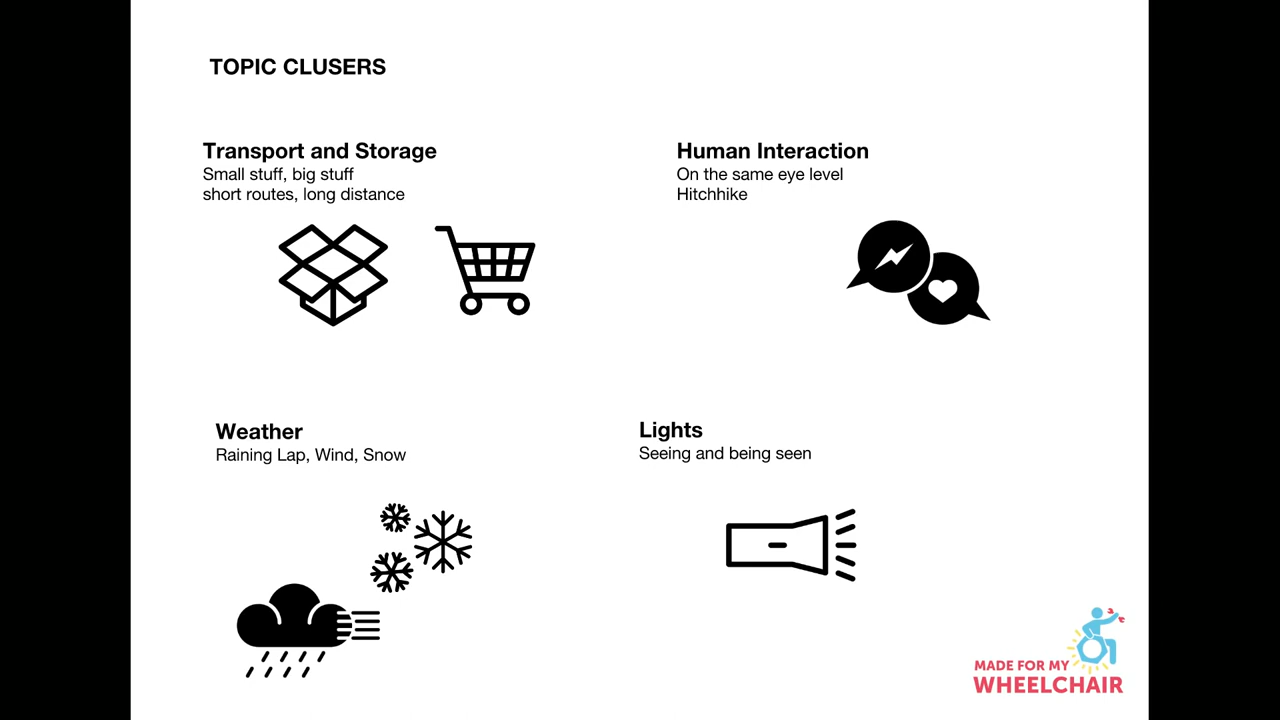 TOPIC CLUSERS
Transport and Storage
Small stuff, big stuff
short routes, long distance
Human Interaction
On the same eye level
Hitchhike
Weather
Raining Lap, Wind, Snow
Lights
Seeing and being seen
MADE FOR MY
WHEELCHAIR